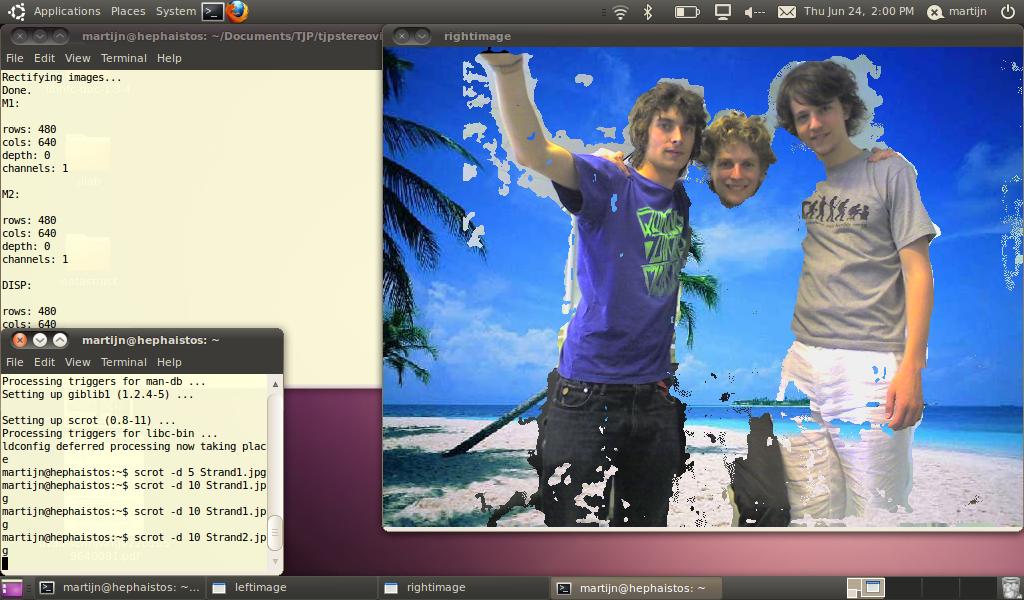 Applications Places System
Thu Jun 24, 2:00 PM martijn
martijn@hephaistos: ~/Documents/TJP/tjpstereovi
File Edit View Terminal Help
Rectifying images...
Done.
M1:
rows: 480
cols: 640
depth: 0
channels: 1
M2:
rows: 480
cols: 640
depth: 0
channels: 1
DISP:
rows: 480
cols: 640
rightimage
martijn@hephaistos: ~
File Edit View Terminal Help
Processing triggers for man-db ...
Setting up giblib1 (1.2.4-5) ...
Setting up scrot (0.8-11) ...
Processing triggers for libc-bin ...
ldconfig deferred processing now taking plac
e
martijn@hephaistos:~$ scrot -d 5 Strand1.jpg
martijn@hephaistos:~$ scrot -d 10 Strand1.jp
g
martijn@hephaistos:~$ scrot -d 10 Strand1.jp
g
martijn@hephaistos:~$ scrot -d 10 Strand2.jp
g
martijn@hephaistos: ~...
leftimage
rightimage
martijn@hephaistos: ~